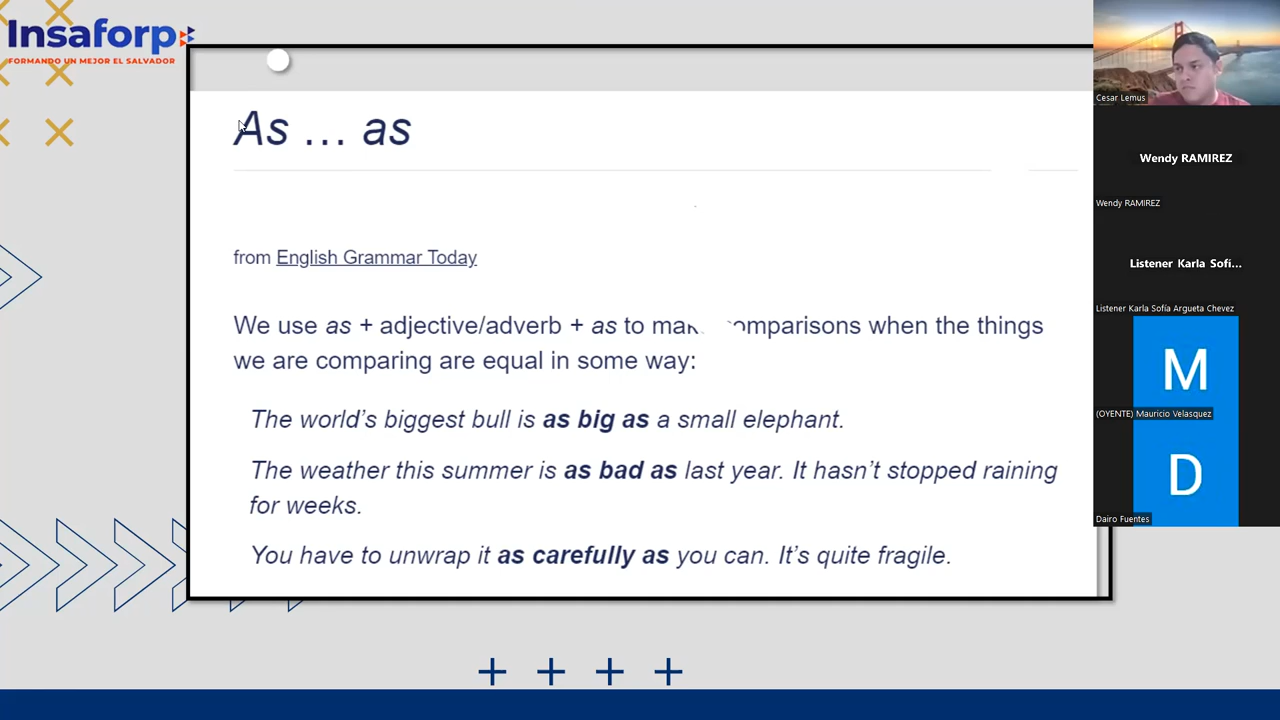 Insaforp
FORMANDO UN MEJOR EL SALVADOR
As … as
from English Grammar Today
We use as + adjective/adverb + as to mak omparisons when the things
we are comparing are equal in some way:
The world's biggest bull is as big as a small elephant.
The weather this summer is as bad as last year. It hasn't stopped raining
for weeks.
You have to unwrap it as carefully as you can. It's quite fragile.
Cesar Lemus
Wendy RAMIREZ
Wendy RAMIREZ
Listener Karla Sofí...
Listener Karla Sofía Argueta Chevez
M
(OYENTE) Mauricio Velasquez
D
Dairo Fuentes